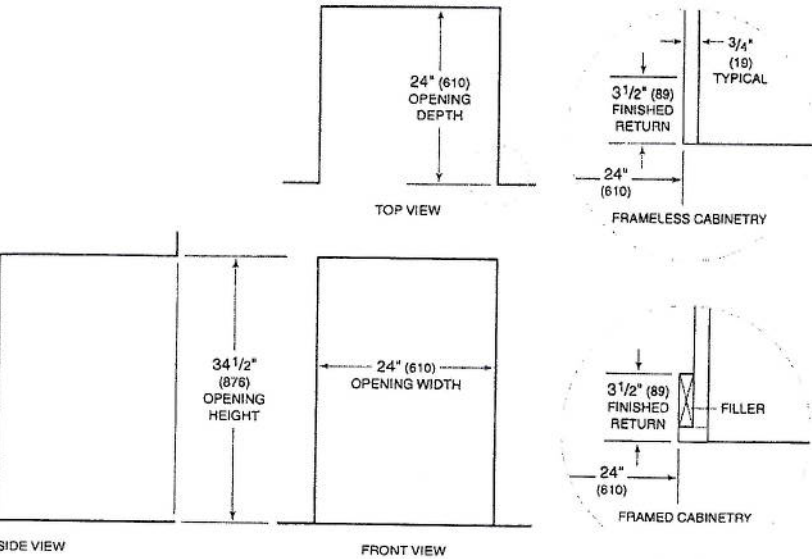 24" (610)
OPENING
DEPTH
TOP VIEW
3/4"
(19)
TYPICAL
3 1/2" (89)
FINISHED
RETURN
24"
(610)
FRAMELESS CABINETRY
34 1/2"
(876)
OPENING
HEIGHT
SIDE VIEW
24" (610)
OPENING WIDTH
FRONT VIEW
3 1/2" (89)
FINISHED
RETURN
FILLER
24"
(610)
FRAMED CABINETRY